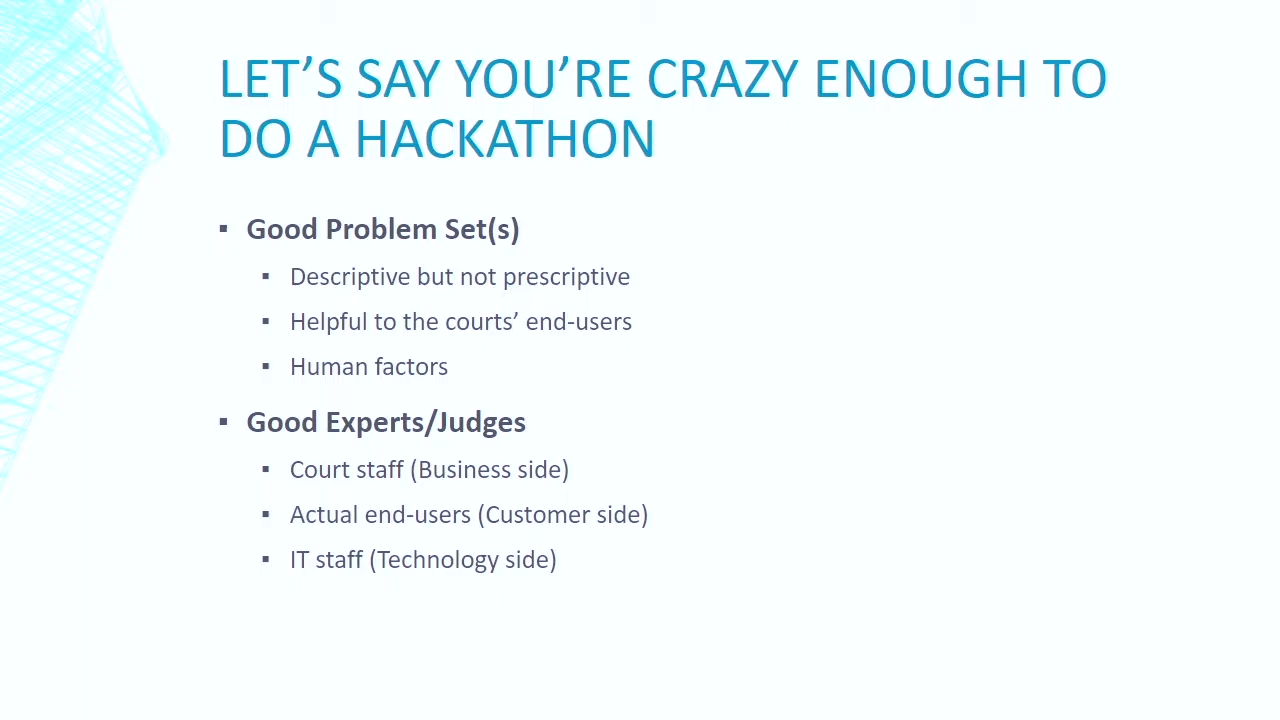 LET’S SAY YOU’RE CRAZY ENOUGH TO
DO A HACKATHON
▪ Good Problem Set(s)
▪ Descriptive but not prescriptive
▪ Helpful to the courts’ end-users
▪ Human factors
▪ Good Experts/Judges
▪ Court staff (Business side)
▪ Actual end-users (Customer side)
▪ IT staff (Technology side)